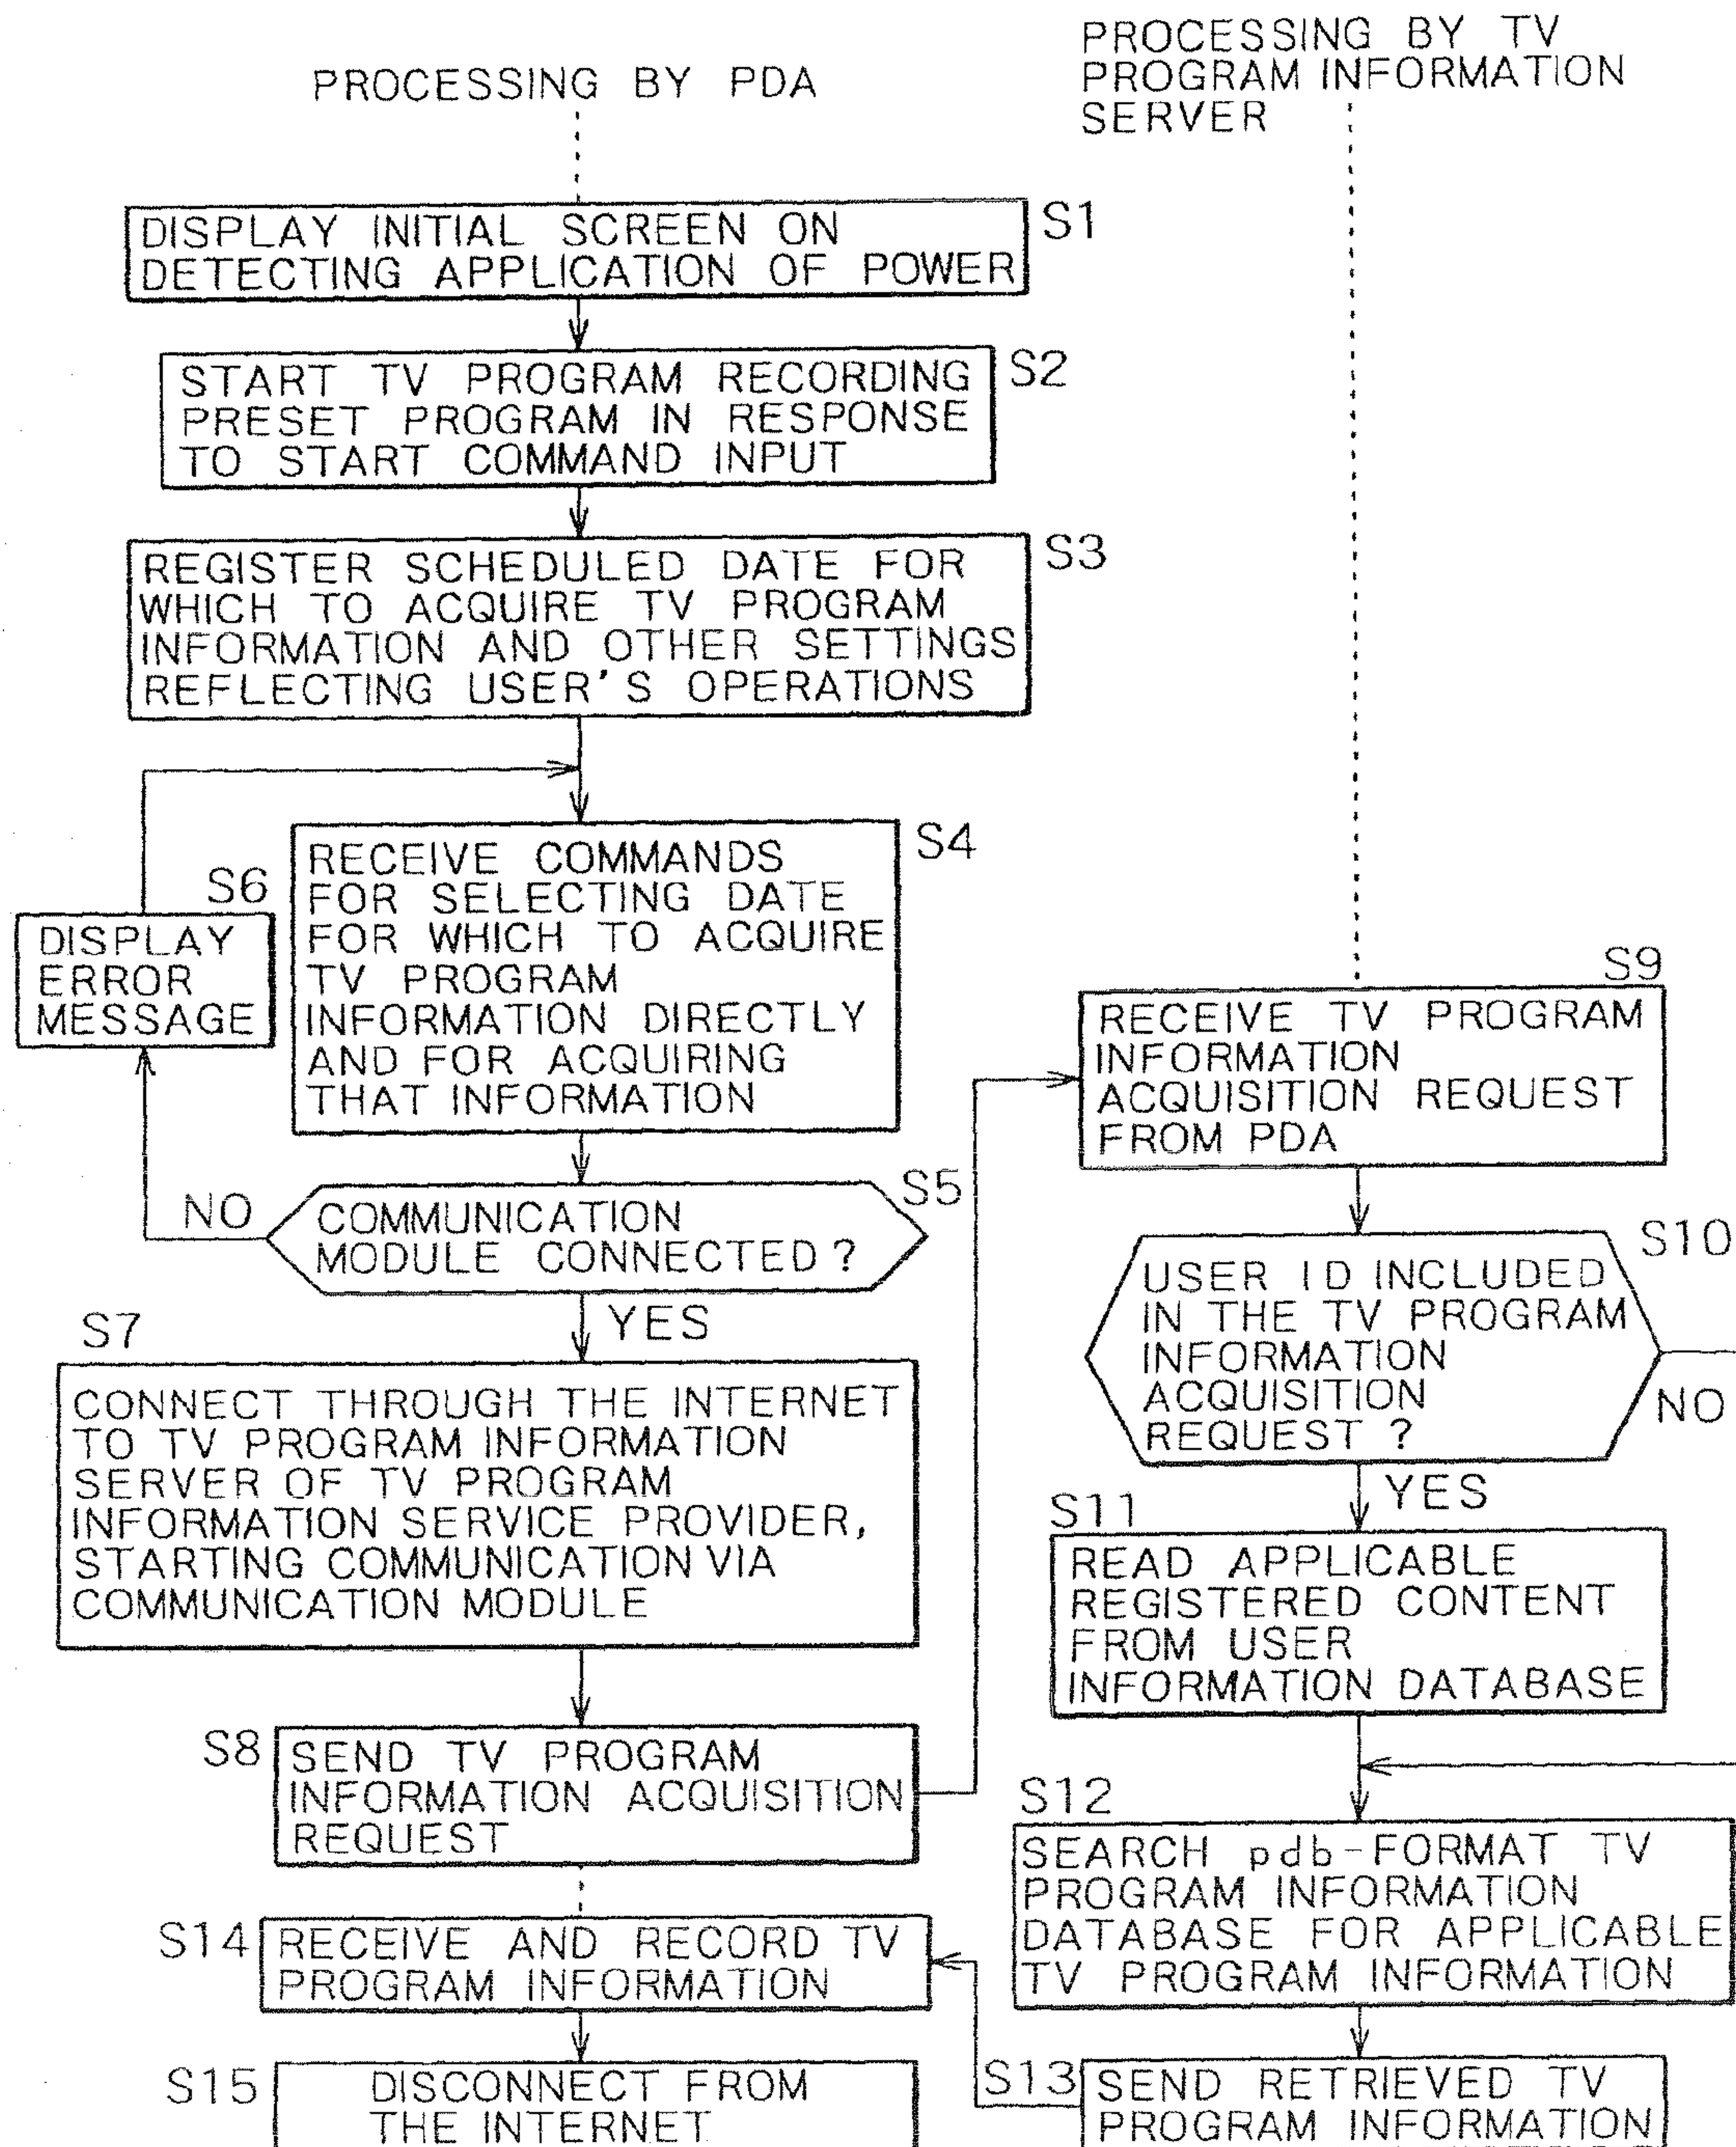 PROCESSING BY PDA
PROCESSING BY TV
PROGRAM INFORMATION
SERVER
S1
DISPLAY INITIAL SCREEN ON
DETECTING APPLICATION OF POWER
S2
START TV PROGRAM RECORDING
PRESET PROGRAM IN RESPONSE
TO START COMMAND INPUT
S3
REGISTER SCHEDULED DATE FOR
WHICH TO ACQUIRE TV PROGRAM
INFORMATION AND OTHER SETTINGS
REFLECTING USER'S OPERATIONS
S4
RECEIVE COMMANDS
FOR SELECTING DATE
FOR WHICH TO ACQUIRE
TV PROGRAM
INFORMATION DIRECTLY
AND FOR ACQUIRING
THAT INFORMATION
S6
DISPLAY
ERROR
MESSAGE
S5
NO
COMMUNICATION
MODULE CONNECTED ?
YES
S7
CONNECT THROUGH THE INTERNET
TO TV PROGRAM INFORMATION
SERVER OF TV PROGRAM
INFORMATION SERVICE PROVIDER,
STARTING COMMUNICATION VIA
COMMUNICATION MODULE
S8
SEND TV PROGRAM
INFORMATION ACQUISITION
REQUEST
S9
RECEIVE TV PROGRAM
INFORMATION
ACQUISITION REQUEST
FROM PDA
S10
USER ID INCLUDED
IN THE TV PROGRAM
INFORMATION
ACQUISITION
REQUEST ?
NO
YES
S11
READ APPLICABLE
REGISTERED CONTENT
FROM USER
INFORMATION DATABASE
S12
SEARCH pdb-FORMAT TV
PROGRAM INFORMATION
DATABASE FOR APPLICABLE
TV PROGRAM INFORMATION
S13
SEND RETRIEVED TV
PROGRAM INFORMATION
S14
RECEIVE AND RECORD TV
PROGRAM INFORMATION
S15
DISCONNECT FROM
THE INTERNET